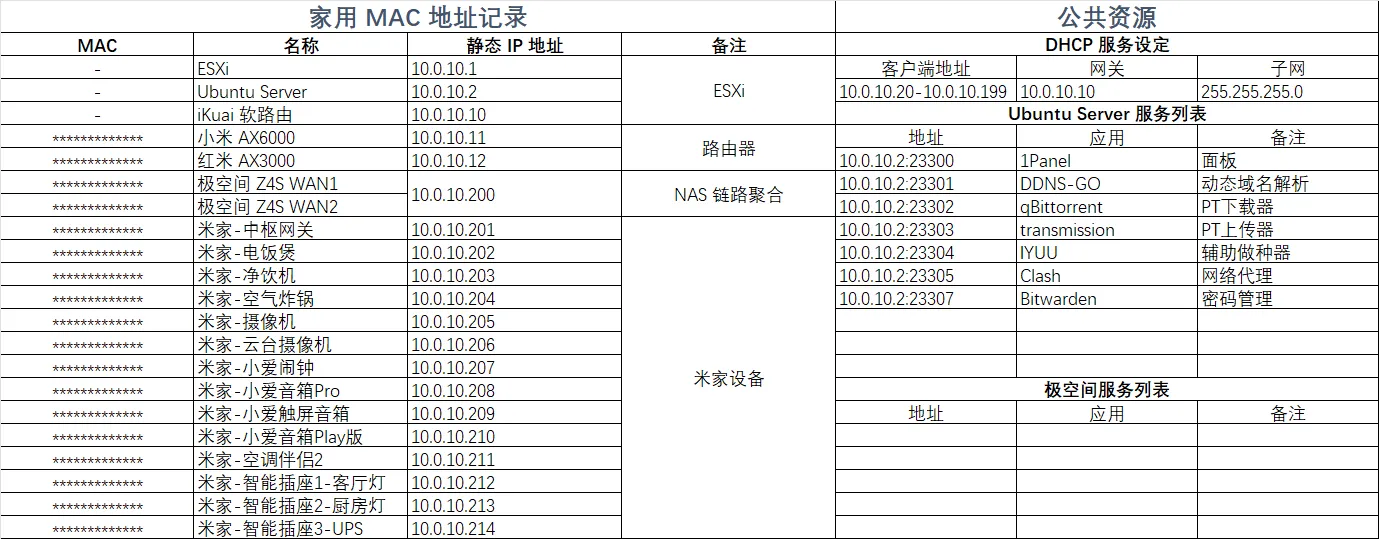 家用 MAC 地址记录 公共资源
MAC 名称 静态 IP 地址 备注 DHCP 服务设定
- ESXi 10.0.10.1 ESXi 客户端地址 网关 子网
- Ubuntu Server 10.0.10.2 10.0.10.20-10.0.10.199 10.0.10.10 255.255.255.0
- iKuai 软路由 10.0.10.10 Ubuntu Server 服务列表
************* 小米 AX6000 10.0.10.11 路由器 地址 应用 备注
************* 红米 AX3000 10.0.10.12 10.0.10.2:23300 1Panel 面板
************* 极空间 Z4S WAN1 10.0.10.200 NAS 链路聚合 10.0.10.2:23301 DDNS-GO 动态域名解析
************* 极空间 Z4S WAN2 10.0.10.2:23302 qBittorrent PT下载器
************* 米家-中枢网关 10.0.10.201 米家设备 10.0.10.2:23303 transmission PT上传器
************* 米家-电饭煲 10.0.10.202 10.0.10.2:23304 IYUU 辅助做种器
************* 米家-净饮机 10.0.10.203 10.0.10.2:23305 Clash 网络代理
************* 米家-空气炸锅 10.0.10.204 10.0.10.2:23307 Bitwarden 密码管理
************* 米家-摄像机 10.0.10.205
************* 米家-云台摄像机 10.0.10.206
************* 米家-小爱闹钟 10.0.10.207
************* 米家-小爱音箱Pro 10.0.10.208 极空间服务列表
************* 米家-小爱触屏音箱 10.0.10.209 地址 应用 备注
************* 米家-小爱音箱Play版 10.0.10.210
************* 米家-空调伴侣2 10.0.10.211
************* 米家-智能插座1-客厅灯 10.0.10.212
************* 米家-智能插座2-厨房灯 10.0.10.213
************* 米家-智能插座3-UPS 10.0.10.214